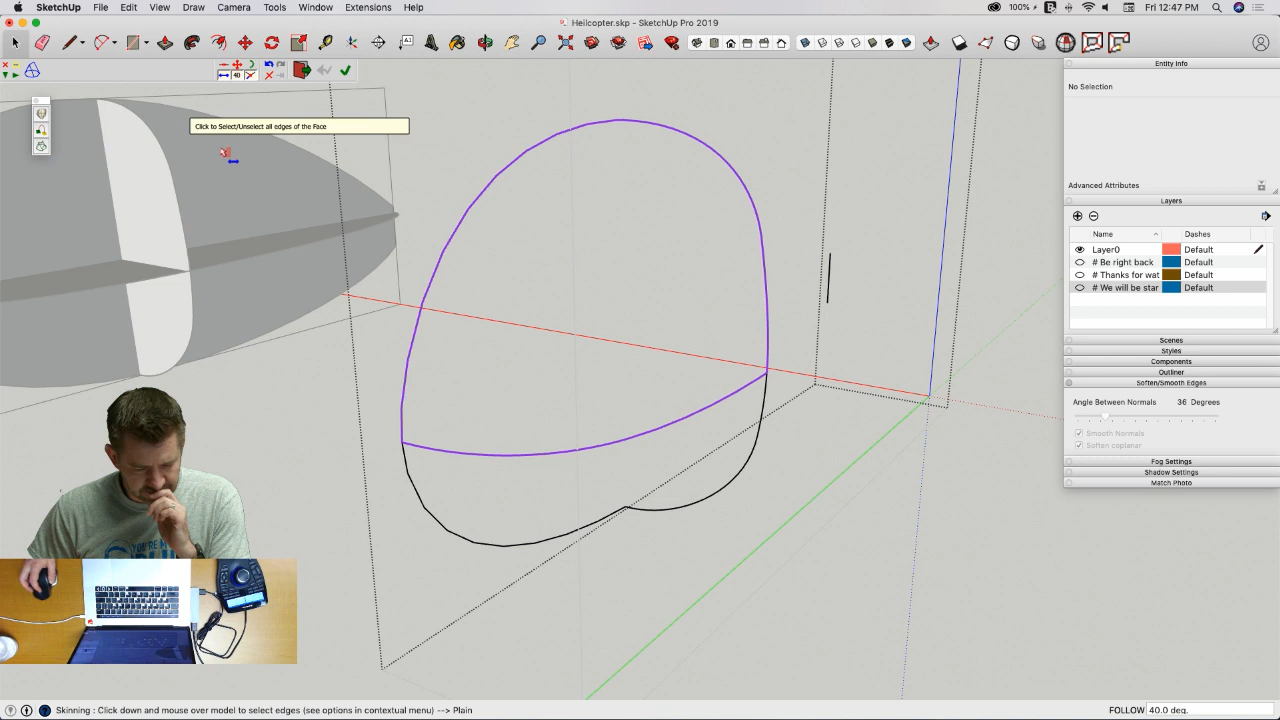 SketchUp File Edit View Draw Camera Tools Window Extensions Help 100% Fri 12:47 PM
Helicopter.skp - SketchUp Pro 2019
40
Click to Select/Unselect all edges of the Face
Entity Info
No Selection
Advanced Attributes
Layers
Name Dashes
Layer0 Default
# Be right back Default
# Thanks for wat Default
# We will be star Default
Scenes
Styles
Components
Outliner
Soften/Smooth Edges
Angle Between Normals 36 Degrees
Smooth Normals
Soften coplanar
Fog Settings
Shadow Settings
Match Photo
YOU'RE M
Skinning : Click down and mouse over model to select edges (see options in contextual menu) --> Plain
FOLLOW 40.0 deg.